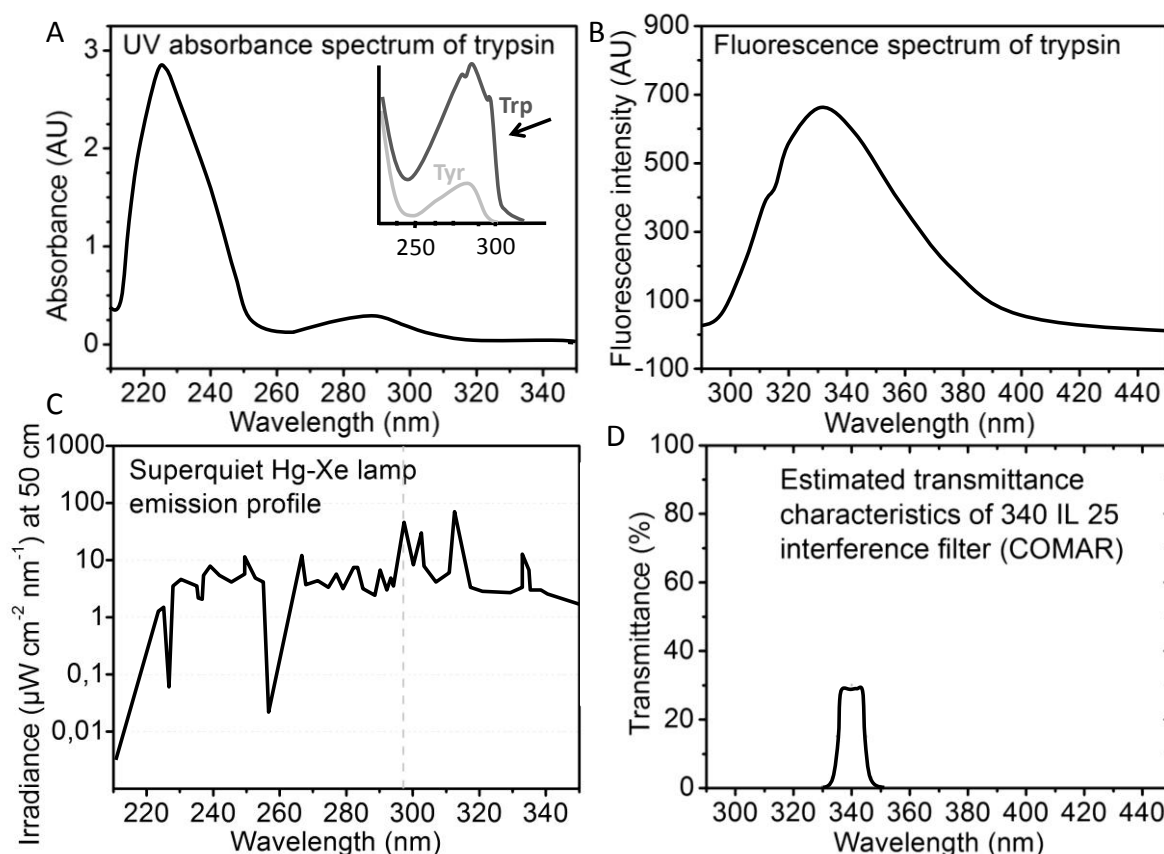 A
UV absorbance spectrum of trypsin
Absorbance (AU)
3
2
1
0
Trp
Tyr
250
300
220
240
260
280
300
320
340
Wavelength (nm)
B
Fluorescence spectrum of trypsin
Fluorescence intensity (AU)
900
700
500
300
100
-100
300
320
340
360
380
400
420
440
Wavelength (nm)
C
Superquiet Hg-Xe lamp
emission profile
Irradiance (µW cm-2 nm-1) at 50 cm
1000
100
10
1
0,1
0,01
220
240
260
280
300
320
340
Wavelength (nm)
D
Estimated transmittance
characteristics of 340 IL 25
interference filter (COMAR)
Transmittance (%)
100
80
60
40
20
0
300
320
340
360
380
400
420
440
Wavelength (nm)